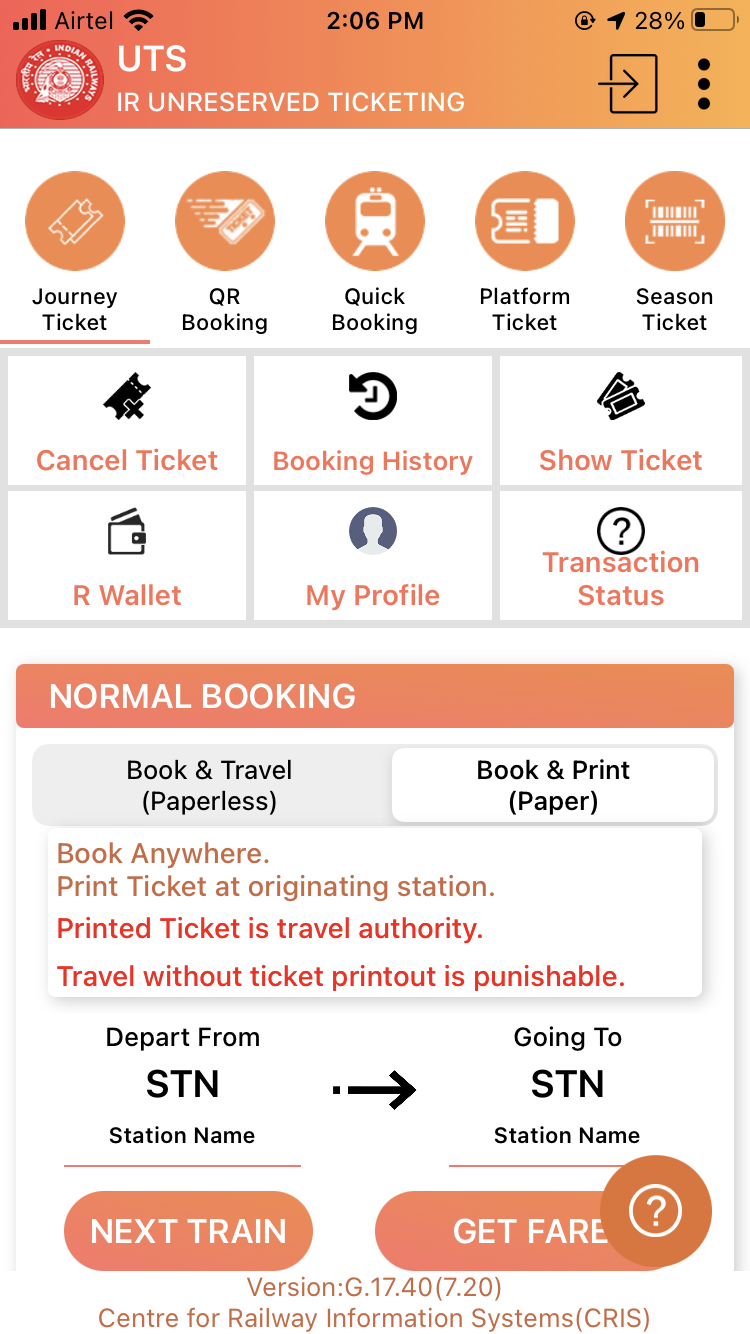 Airtel 2:06 PM 28%
UTS
IR UNRESERVED TICKETING
Journey
Ticket
QR
Booking
Quick
Booking
Platform
Ticket
Season
Ticket
Cancel Ticket
Booking History
Show Ticket
R Wallet
My Profile
Transaction
Status
NORMAL BOOKING
Book & Travel
(Paperless)
Book & Print
(Paper)
Book Anywhere.
Print Ticket at originating station.
Printed Ticket is travel authority.
Travel without ticket printout is punishable.
Depart From
STN
Station Name
Going To
STN
Station Name
NEXT TRAIN
GET FARE
Version:G.17.40(7.20)
Centre for Railway Information Systems(CRIS)